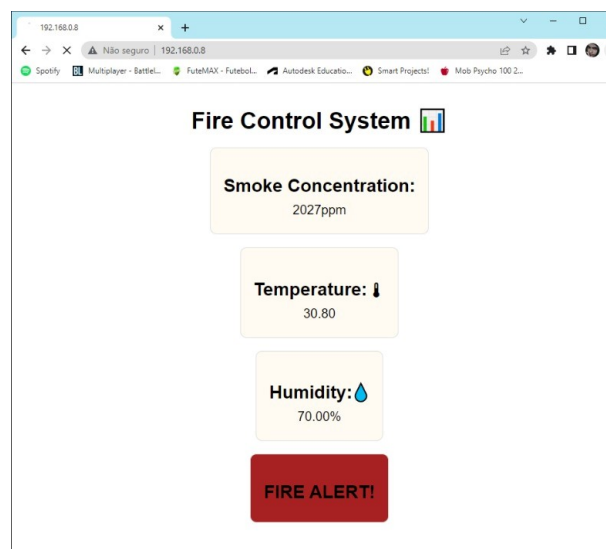 192.168.0.8
Não seguro | 192.168.0.8
Spotify Multiplayer - Battlel... FuteMAX - Futebol... Autodesk Educatio... Smart Projects! Mob Psycho 100 2...
Fire Control System
Smoke Concentration:
2027ppm
Temperature:
30.80
Humidity:
70.00%
FIRE ALERT!